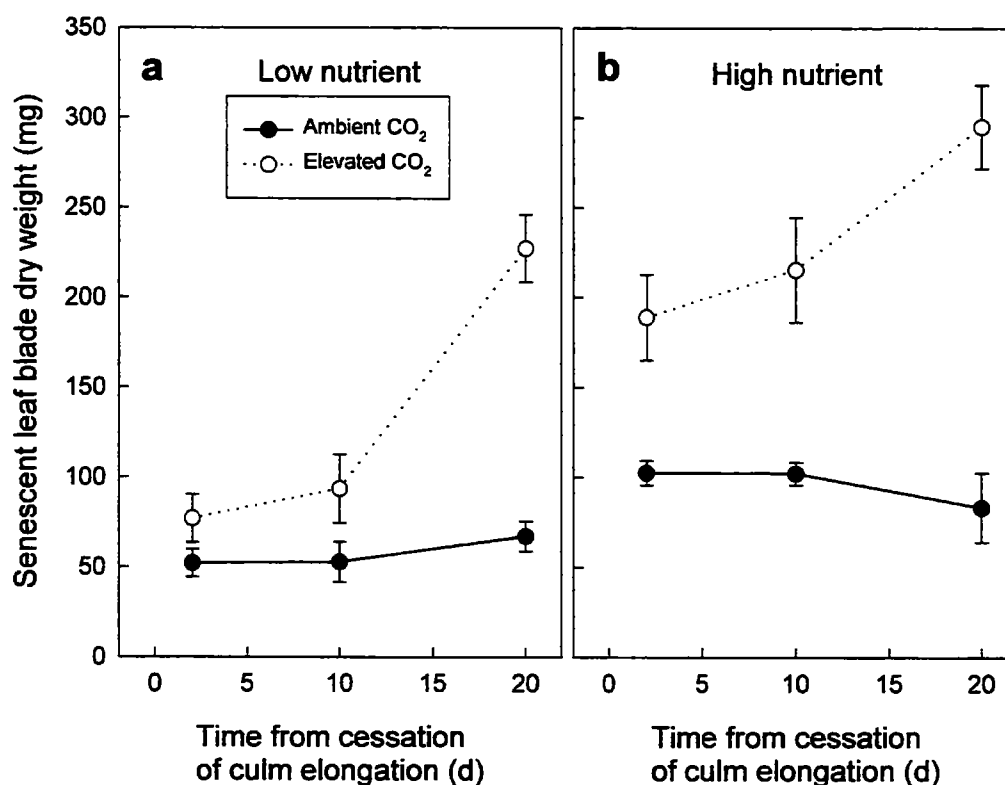 350
300
250
200
150
100
50
0
Senescent leaf blade dry weight (mg)
a
Low nutrient
Ambient CO₂
Elevated CO₂
0 5 10 15 20
Time from cessation
of culm elongation (d)
b
High nutrient
0 5 10 15 20
Time from cessation
of culm elongation (d)